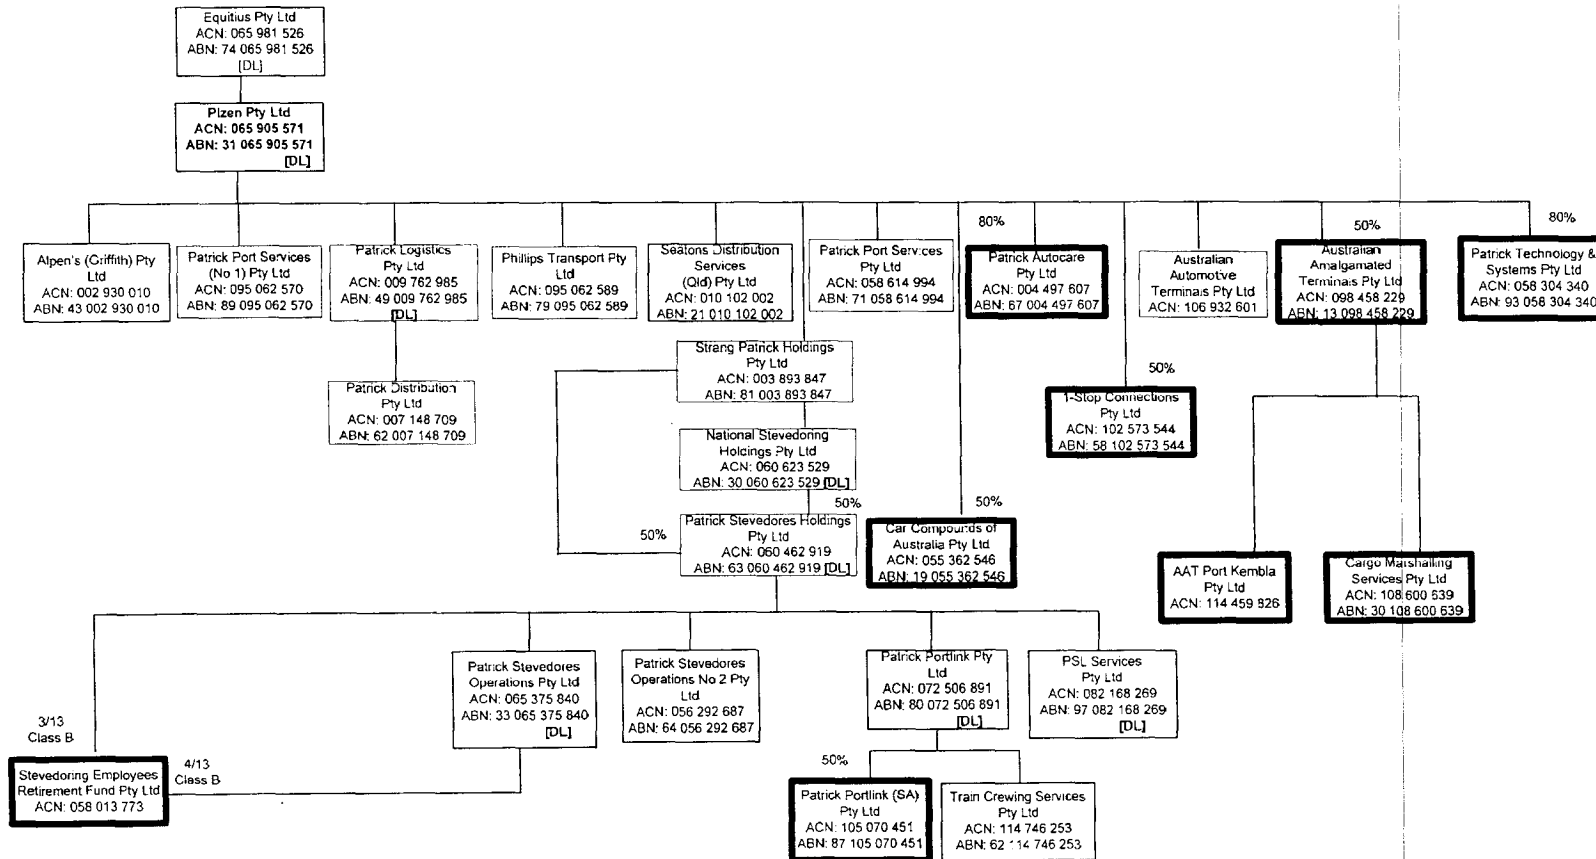 Equitius Pty Ltd
ACN: 065 981 526
ABN: 74 065 981 526
[DL]
Plzen Pty Ltd
ACN: 065 905 571
ABN: 31 065 905 571
[DL]
Alpen's (Griffith) Pty
Ltd
ACN: 002 930 010
ABN: 43 002 930 010
Patrick Port Services
(No 1) Pty Ltd
ACN: 095 062 570
ABN: 89 095 062 570
Patrick Logistics
Pty Ltd
ACN: 009 762 985
ABN: 49 009 762 985
[DL]
Phillips Transport Pty
Ltd
ACN: 095 062 589
ABN: 79 095 062 589
Seatons Distribution
Services
(Qld) Pty Ltd
ACN: 010 102 002
ABN: 21 010 102 002
Patrick Port Services
Pty Ltd
ACN: 058 614 994
ABN: 71 058 614 994
80%
Patrick Autocare
Pty Ltd
ACN: 004 497 607
ABN: 67 004 497 607
Australian
Automotive
Terminals Pty Ltd
ACN: 106 932 601
50%
Australian
Amalgamated
Terminals Pty Ltd
ACN: 098 458 229
ABN: 13 098 458 229
80%
Patrick Technology &
Systems Pty Ltd
ACN: 058 304 340
ABN: 93 058 304 340
Patrick Distribution
Pty Ltd
ACN: 007 148 709
ABN: 62 007 148 709
Strang Patrick Holdings
Pty Ltd
ACN: 003 893 847
ABN: 81 003 893 847
50%
1-Stop Connections
Pty Ltd
ACN: 102 573 544
ABN: 58 102 573 544
National Stevedoring
Holdings Pty Ltd
ACN: 060 623 529
ABN: 30 060 623 529 [DL]
50%
50%
Patrick Stevedores Holdings
Pty Ltd
ACN: 060 462 919
ABN: 63 060 462 919 [DL]
50%
Car Compounds of
Australia Pty Ltd
ACN: 055 362 546
ABN: 19 055 362 546
AAT Port Kembla
Pty Ltd
ACN: 114 459 826
Cargo Marshalling
Services Pty Ltd
ACN: 108 600 639
ABN: 30 108 600 639
Patrick Stevedores
Operations Pty Ltd
ACN: 065 375 840
ABN: 33 065 375 840
[DL]
Patrick Stevedores
Operations No 2 Pty
Ltd
ACN: 056 292 687
ABN: 64 056 292 687
Patrick Portlink Pty
Ltd
ACN: 072 506 891
ABN: 80 072 506 891
[DL]
PSL Services
Pty Ltd
ACN: 082 168 269
ABN: 97 082 168 269
[DL]
3/13
Class B
4/13
Class B
Stevedoring Employees
Retirement Fund Pty Ltd
ACN: 058 013 773
50%
Patrick Portlink (SA)
Pty Ltd
ACN: 105 070 451
ABN: 87 105 070 451
Train Crewing Services
Pty Ltd
ACN: 114 746 253
ABN: 62 114 746 253